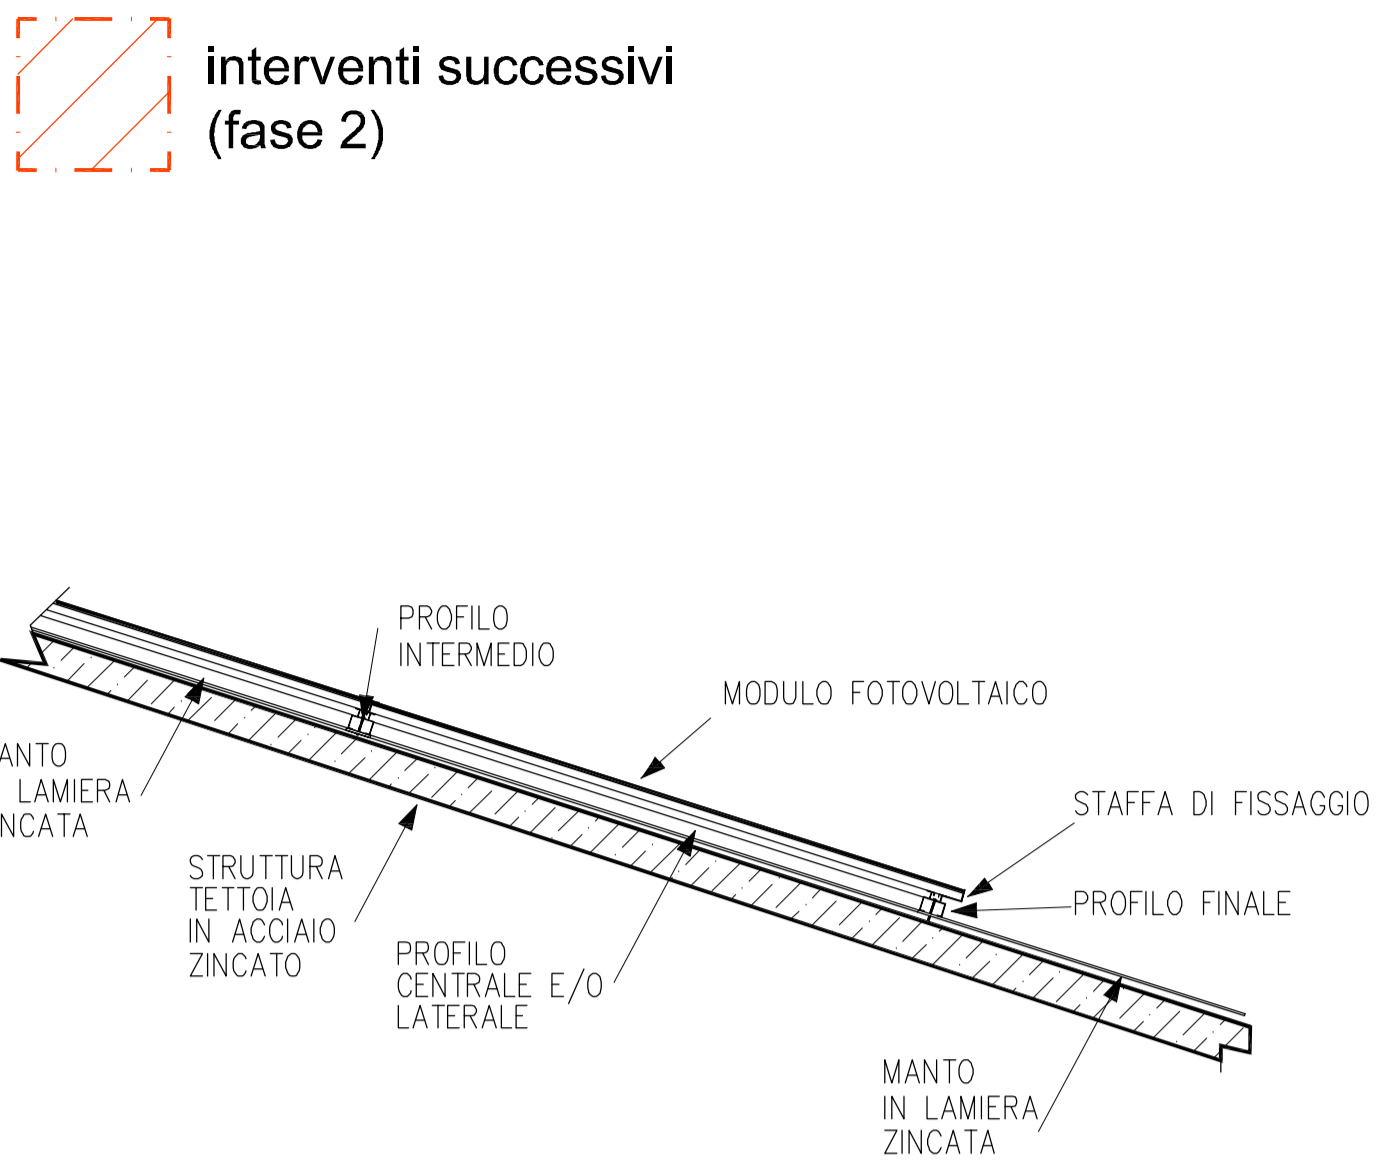 interventi successivi
(fase 2)
PROFILO
INTERMEDIO
MODULO FOTOVOLTAICO
STAFFA DI FISSAGGIO
PROFILO FINALE
ANTO
LAMIERA
NCATA
STRUTTURA
TETTOIA
IN ACCIAIO
ZINCATO
PROFILO
CENTRALE E/O
LATERALE
MANTO
IN LAMIERA
ZINCATA